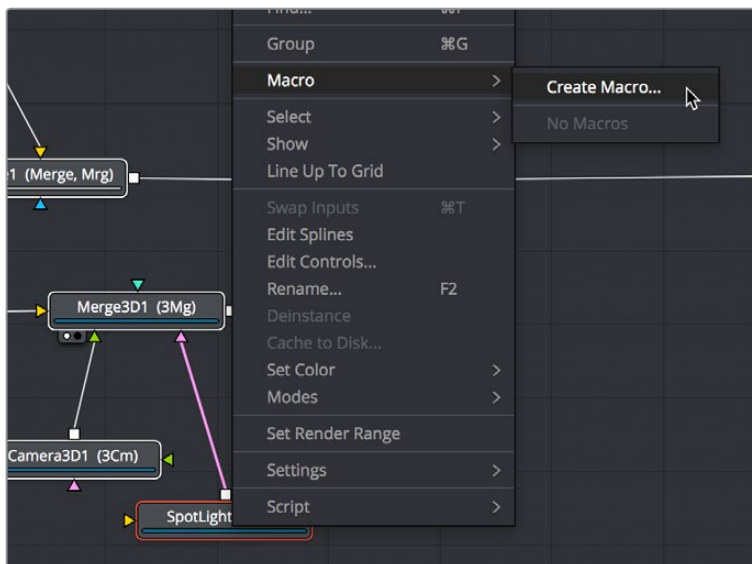 Group ⌘G
Macro >
Create Macro...
Select >
No Macros
Show >
Line Up To Grid
(Merge, Mrg)
Swap Inputs ⌘T
Edit Splines
Edit Controls...
Rename... F2
Merge3D1 (3Mg)
Deinstance
Cache to Disk...
Set Color >
Modes >
Set Render Range
Camera3D1 (3Cm)
Settings >
Script >
SpotLight